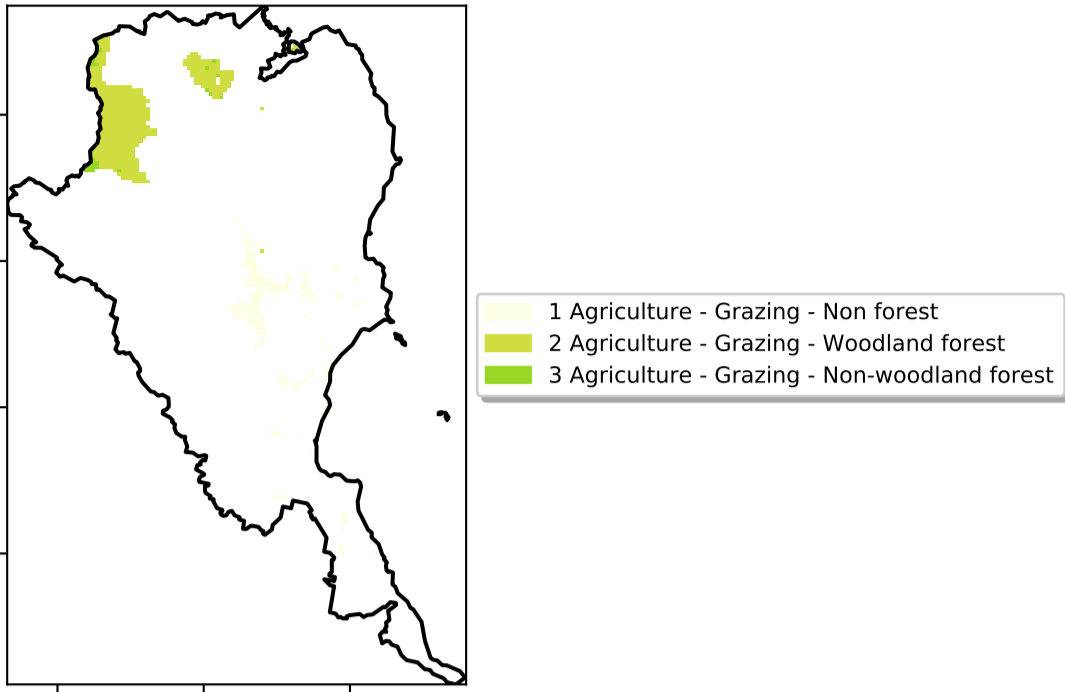 1 Agriculture - Grazing - Non forest
2 Agriculture - Grazing - Woodland forest
3 Agriculture - Grazing - Non-woodland forest